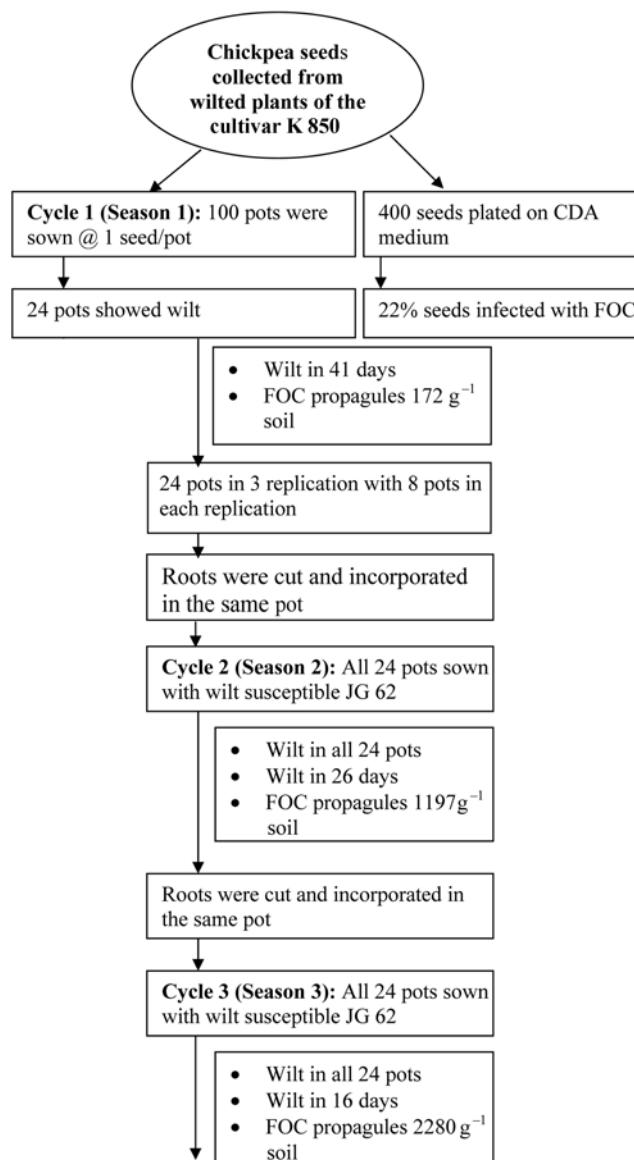 Chickpea seeds
collected from
wilted plants of the
cultivar K 850
Cycle 1 (Season 1): 100 pots were
sown @ 1 seed/pot
400 seeds plated on CDA
medium
24 pots showed wilt
22% seeds infected with FOC
• Wilt in 41 days
• FOC propagules 172 g⁻¹
soil
24 pots in 3 replication with 8 pots in
each replication
Roots were cut and incorporated
in the same pot
Cycle 2 (Season 2): All 24 pots sown
with wilt susceptible JG 62
• Wilt in all 24 pots
• Wilt in 26 days
• FOC propagules 1197g⁻¹
soil
Roots were cut and incorporated in
the same pot
Cycle 3 (Season 3): All 24 pots sown
with wilt susceptible JG 62
• Wilt in all 24 pots
• Wilt in 16 days
• FOC propagules 2280 g⁻¹
soil